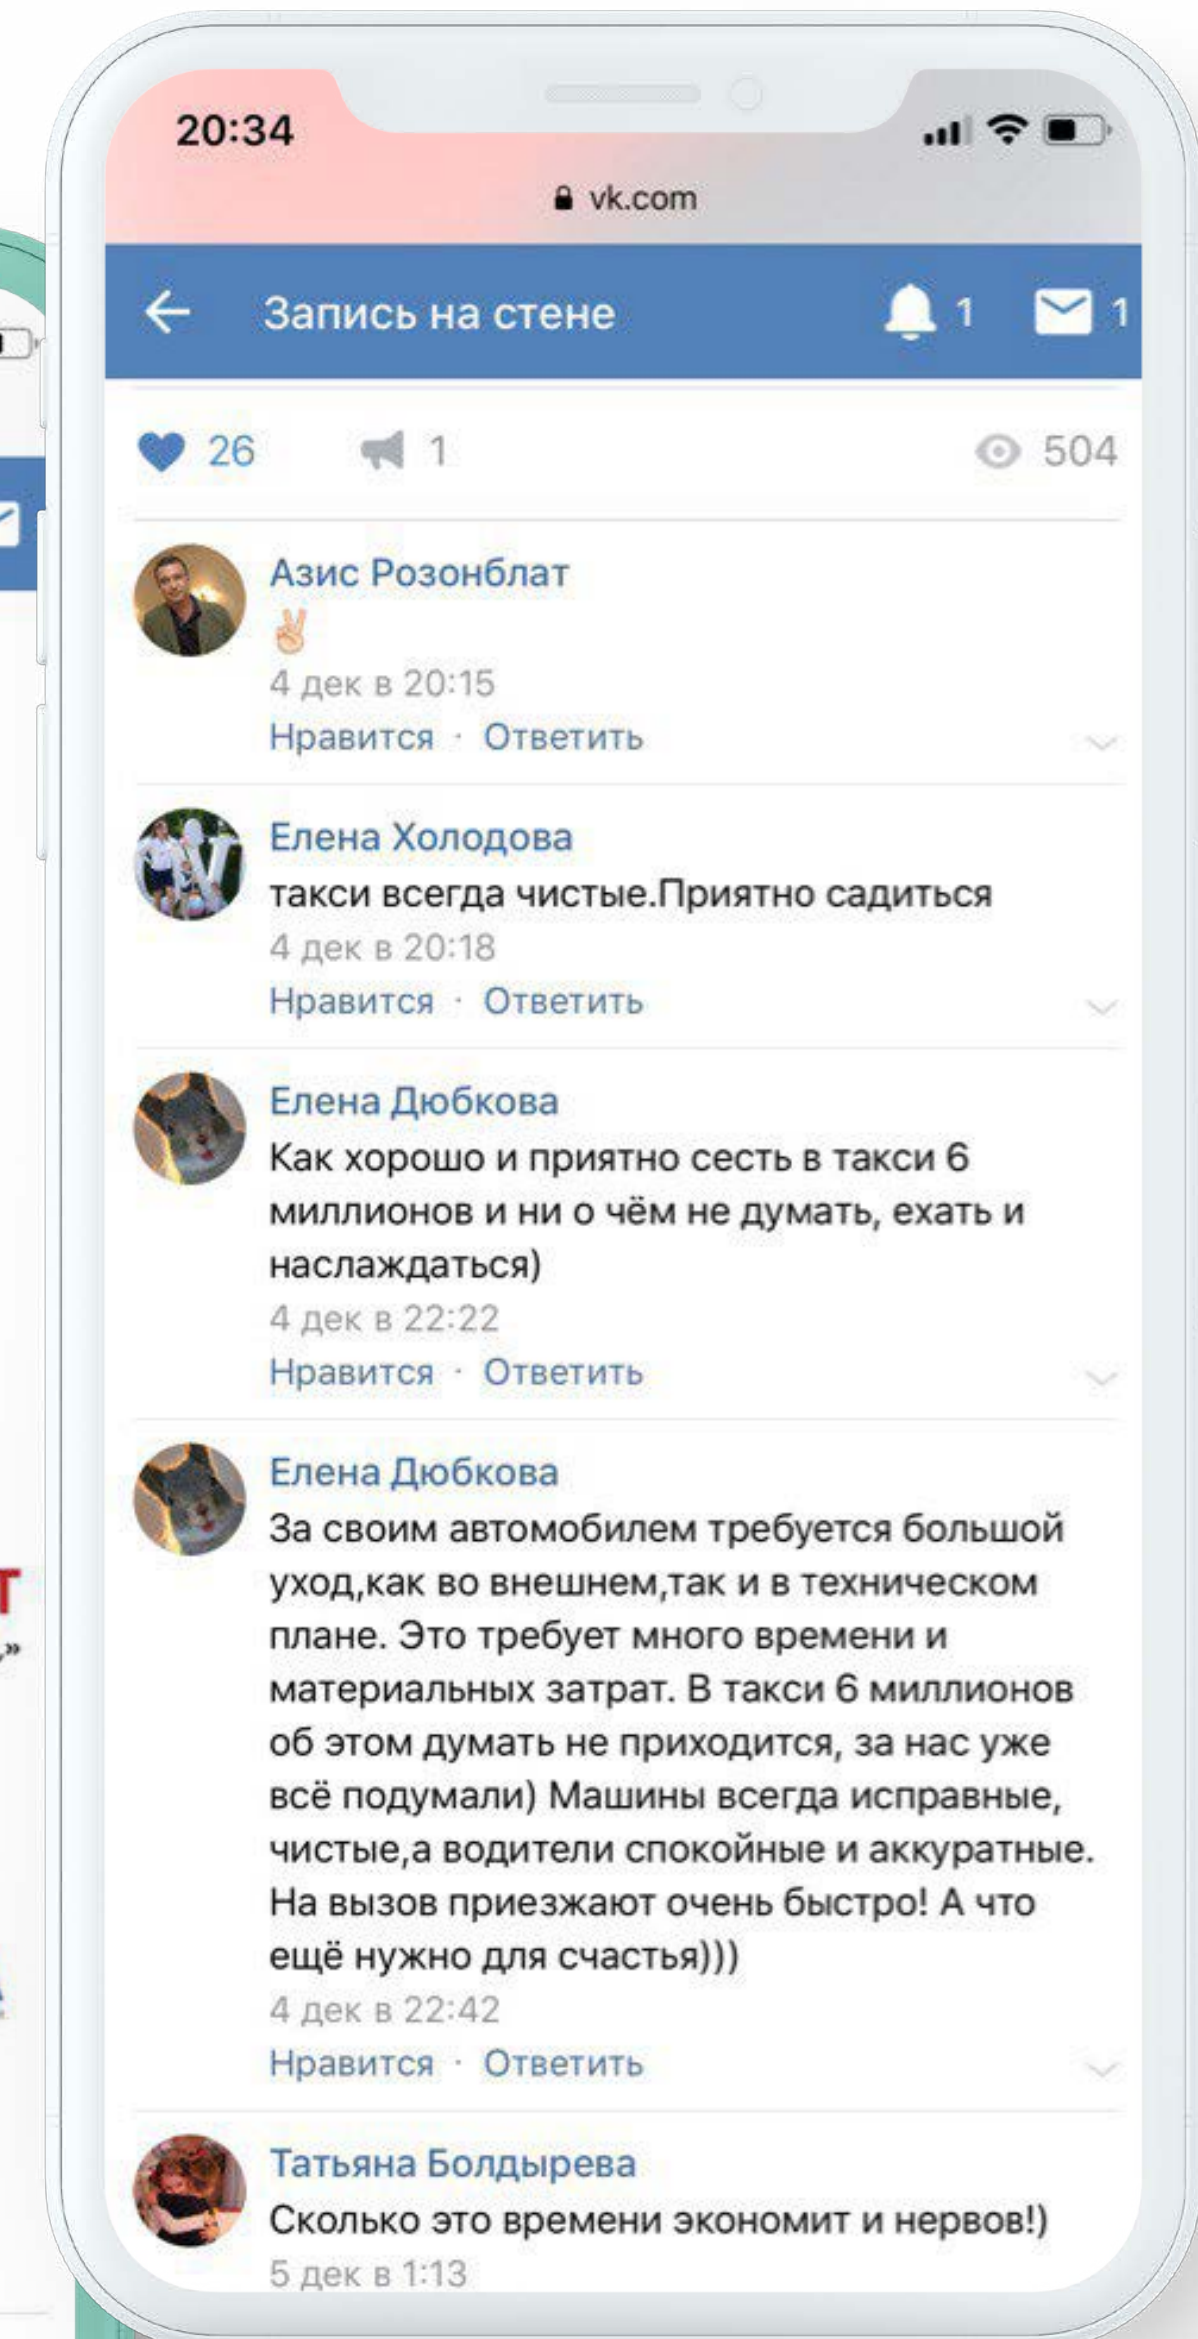 20:34
vk.com
Запись на стене
1
1
26
1
504
Азис Розонблат
✌🏻
4 дек в 20:15
Нравится · Ответить
Елена Холодова
такси всегда чистые.Приятно садиться
4 дек в 20:18
Нравится · Ответить
Елена Дюбкова
Как хорошо и приятно сесть в такси 6
миллионов и ни о чём не думать, ехать и
наслаждаться)
4 дек в 22:22
Нравится · Ответить
Елена Дюбкова
За своим автомобилем требуется большой
уход,как во внешнем,так и в техническом
плане. Это требует много времени и
материальных затрат. В такси 6 миллионов
об этом думать не приходится, за нас уже
всё подумали) Машины всегда исправные,
чистые,а водители спокойные и аккуратные.
На вызов приезжают очень быстро! А что
ещё нужно для счастья)))
4 дек в 22:42
Нравится · Ответить
Татьяна Болдырева
Сколько это времени экономит и нервов!)
5 дек в 1:13